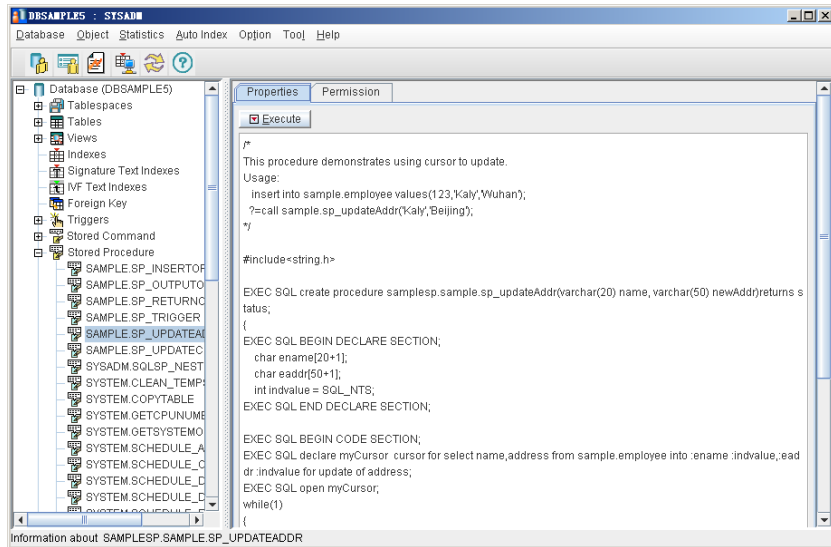 DBSAMPLE5 : SYSADM
Database Object Statistics Auto Index Option Tool Help
Database (DBSAMPLE5)
Tablespaces
Tables
Views
Indexes
Signature Text Indexes
IVF Text Indexes
Foreign Key
Triggers
Stored Command
Stored Procedure
SAMPLE.SP_INSERTOF
SAMPLE.SP_OUTPUTO
SAMPLE.SP_RETURNC
SAMPLE.SP_TRIGGER
SAMPLE.SP_UPDATEAD
SAMPLE.SP_UPDATEC
SYSADM.SQLSP_NEST
SYSTEM.CLEAN_TEMP
SYSTEM.COPYTABLE
SYSTEM.GETCPUNUME
SYSTEM.GETSYSTEMO
SYSTEM.SCHEDULE_A
SYSTEM.SCHEDULE_C
SYSTEM.SCHEDULE_D
SYSTEM.SCHEDULE_D
Properties Permission
Execute
/*
This procedure demonstrates using cursor to update.
Usage:
insert into sample.employee values(123,'Kaly','Wuhan');
?=call sample.sp_updateAddr('Kaly','Beijing');
*/
#include<string.h>
EXEC SQL create procedure samplesp.sample.sp_updateAddr(varchar(20) name, varchar(50) newAddr)returns s
tatus;
{
EXEC SQL BEGIN DECLARE SECTION;
char ename[20+1];
char eaddr[50+1];
int indvalue = SQL_NTS;
EXEC SQL END DECLARE SECTION;
EXEC SQL BEGIN CODE SECTION;
EXEC SQL declare myCursor cursor for select name,address from sample.employee into :ename :indvalue,:ead
dr :indvalue for update of address;
EXEC SQL open myCursor;
while(1)
{
Information about SAMPLESP.SAMPLE.SP_UPDATEADDR